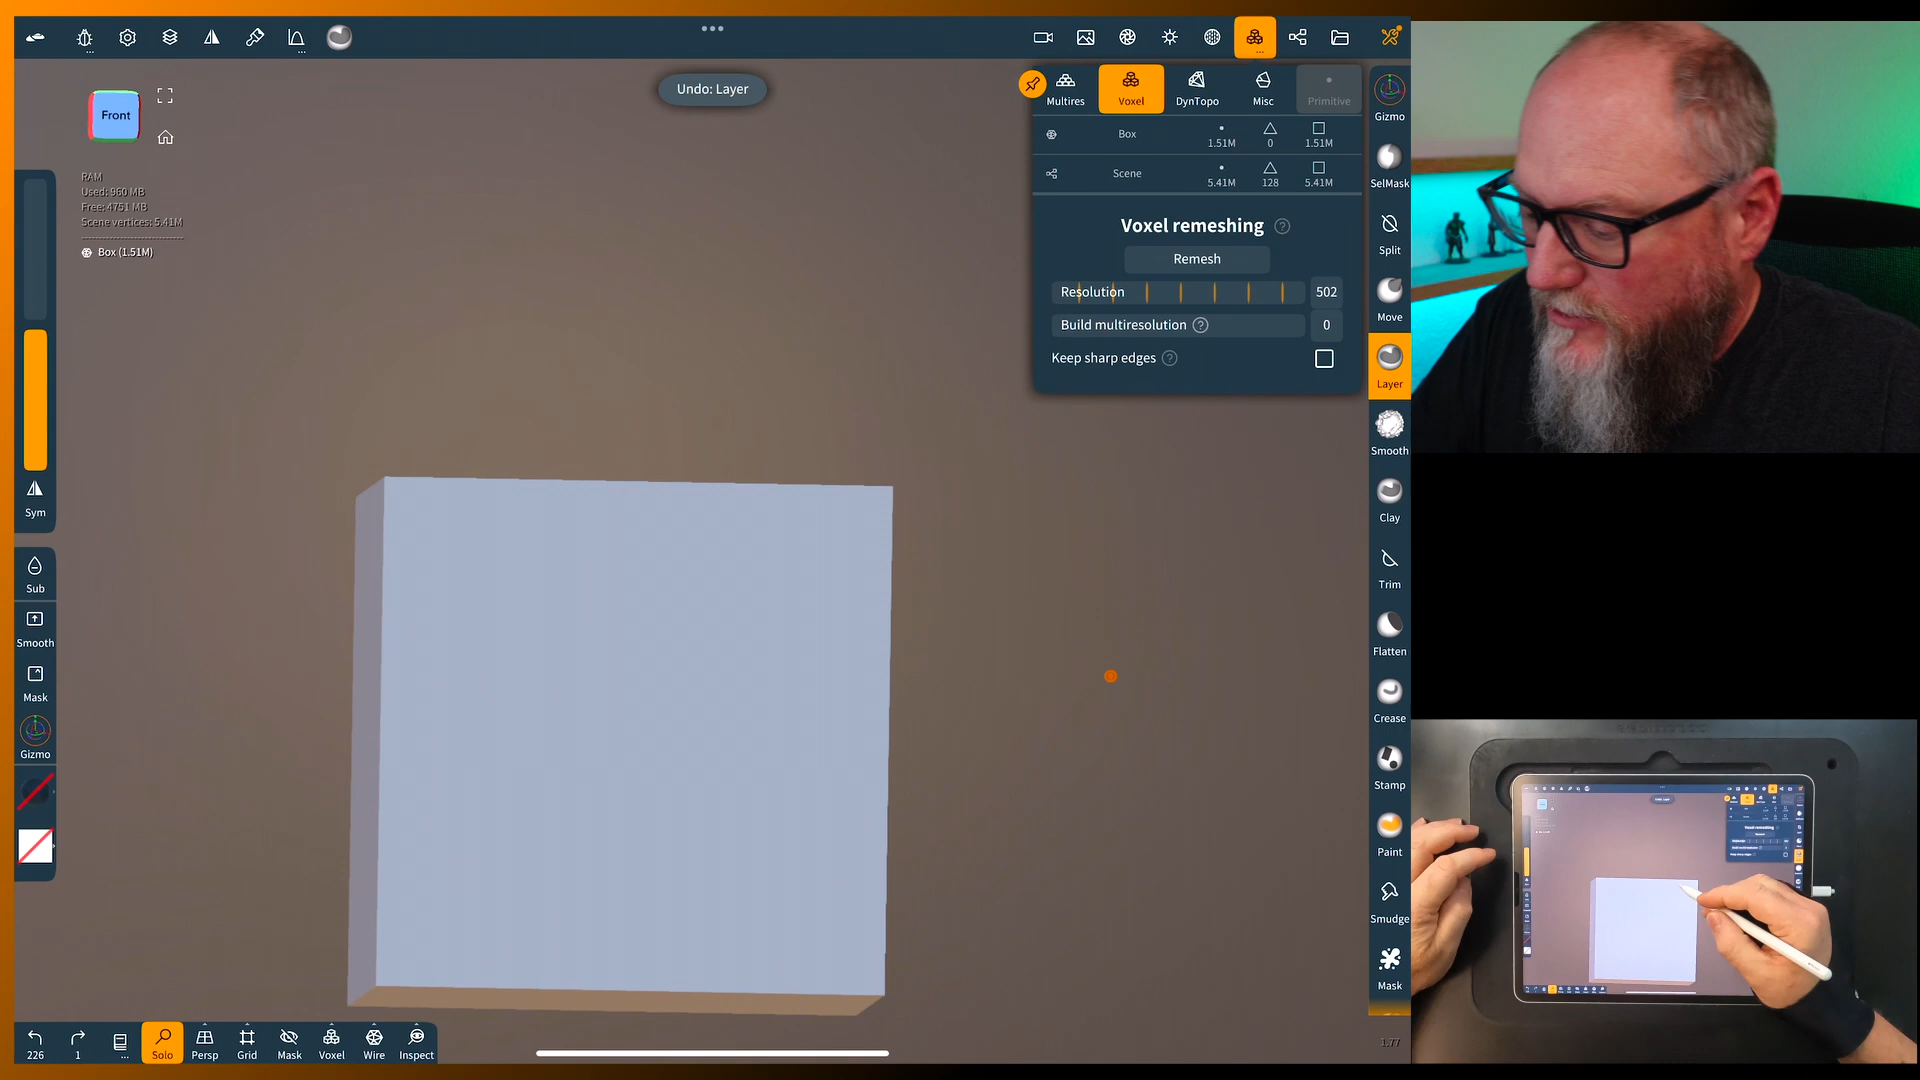 Undo: Layer
Front
RAM
Used: 960 MB
Free: 4751 MB
Scene vertices: 5.41M
Box (1.51M)
Sym
Sub
Smooth
Mask
Gizmo
Multires
Voxel
DynTopo
Misc
Primitive
Box 1.51M 0 1.51M
Scene 5.41M 128 5.41M
Voxel remeshing ?
Remesh
Resolution 502
Build multiresolution ? 0
Keep sharp edges ?
Gizmo
SelMask
Split
Move
Layer
Smooth
Clay
Trim
Flatten
Crease
Stamp
Paint
Smudge
Mask
1.77
226
1
...
Solo
Persp
Grid
Mask
Voxel
Wire
Inspect